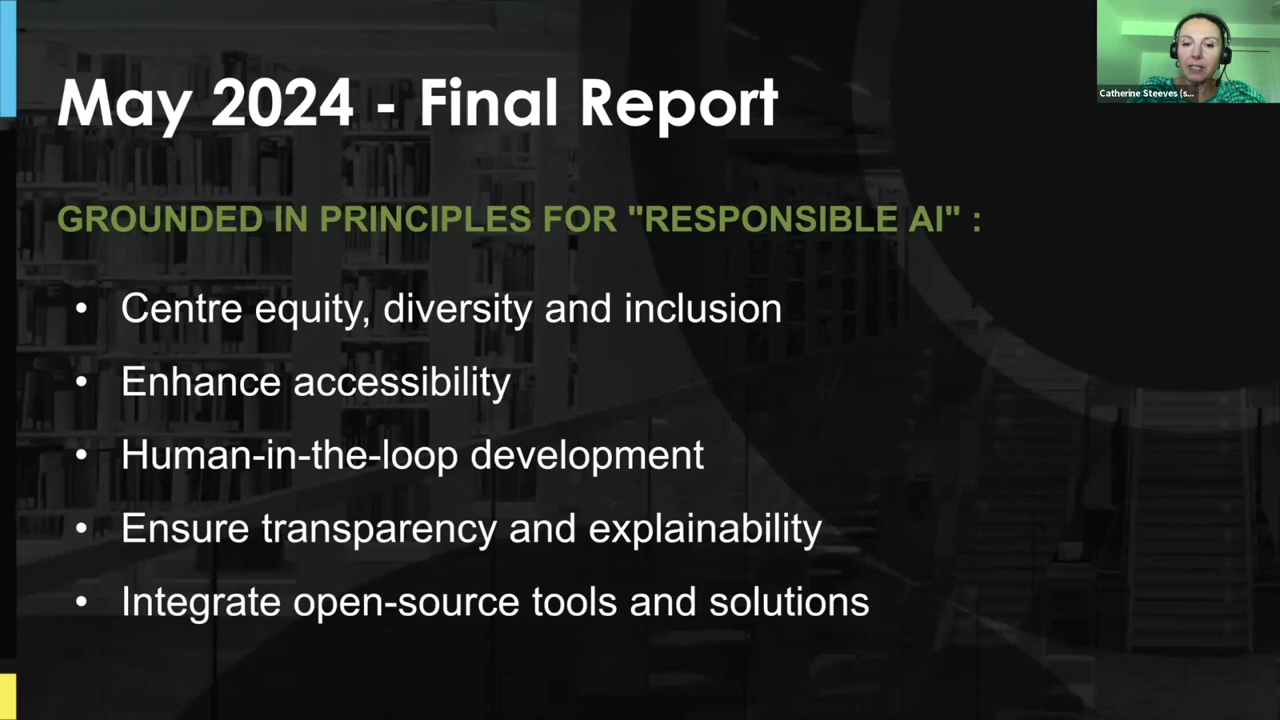 May 2024 - Final Report
GROUNDED IN PRINCIPLES FOR "RESPONSIBLE AI" :
• Centre equity, diversity and inclusion
• Enhance accessibility
• Human-in-the-loop development
• Ensure transparency and explainability
• Integrate open-source tools and solutions
Catherine Steeves (s...